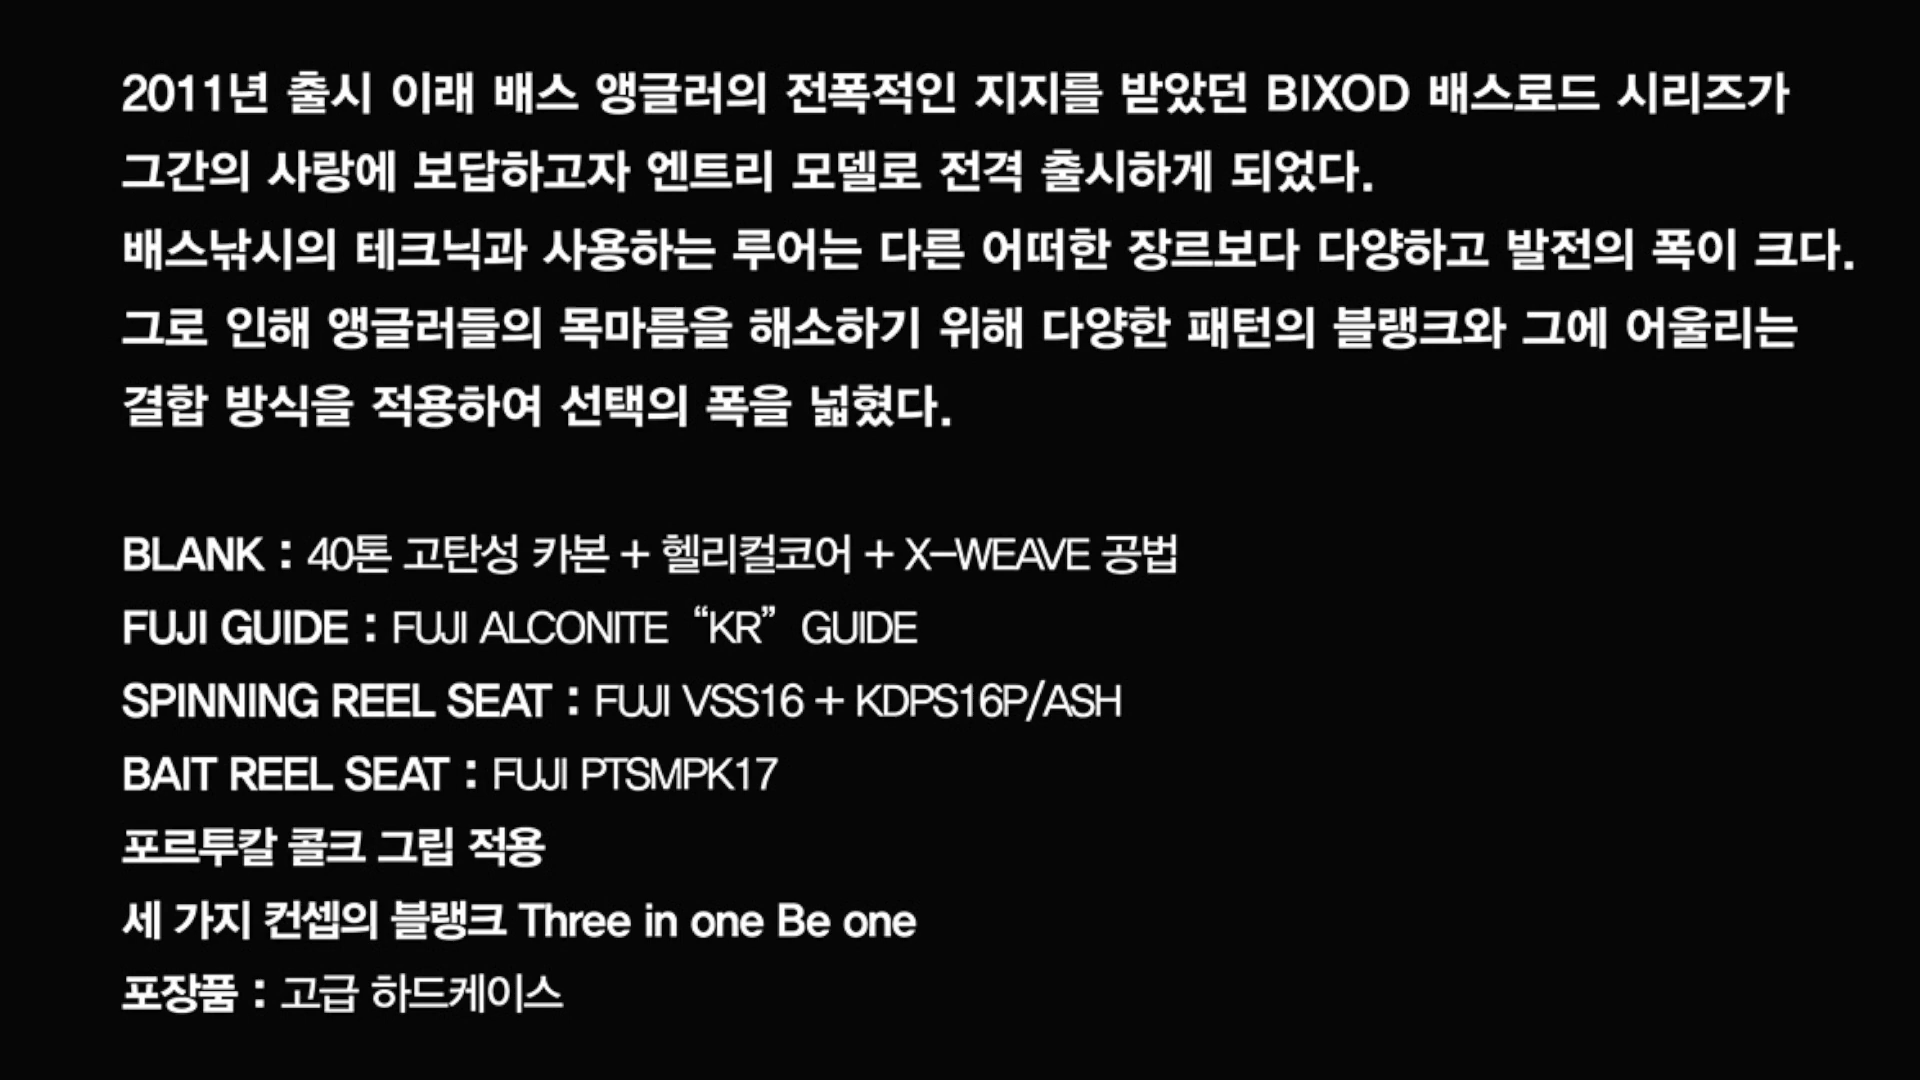 2011년 출시 이래 배스 앵글러의 전폭적인 지지를 받았던 BIXOD 배스로드 시리즈가
그간의 사랑에 보답하고자 엔트리 모델로 전격 출시하게 되었다.
배스낚시의 테크닉과 사용하는 루어는 다른 어떠한 장르보다 다양하고 발전의 폭이 크다.
그로 인해 앵글러들의 목마름을 해소하기 위해 다양한 패턴의 블랭크와 그에 어울리는
결합 방식을 적용하여 선택의 폭을 넓혔다.
BLANK : 40톤 고탄성 카본 + 헬리컬코어 + X-WEAVE 공법
FUJI GUIDE : FUJI ALCONITE “KR” GUIDE
SPINNING REEL SEAT : FUJI VSS16 + KDPS16P/ASH
BAIT REEL SEAT : FUJI PTSMPK17
포르투칼 콜크 그립 적용
세 가지 컨셉의 블랭크 Three in one Be one
포장품 : 고급 하드케이스